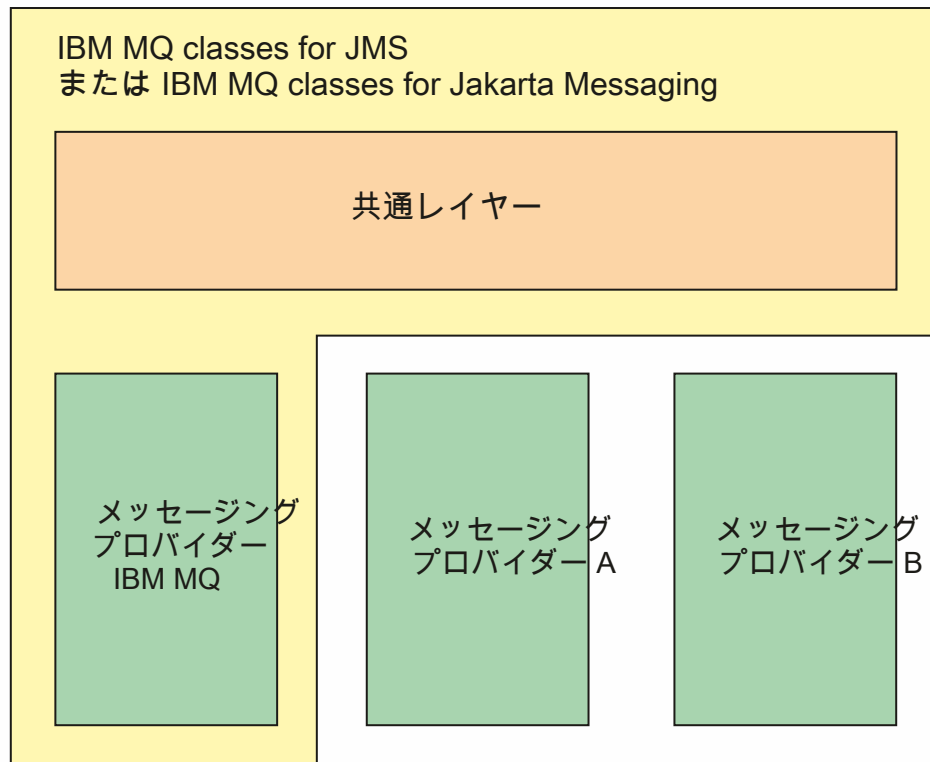 IBM MQ classes for JMS
または IBM MQ classes for Jakarta Messaging
共通レイヤー
メッセージング
プロバイダー
IBM MQ
メッセージング
プロバイダー A
メッセージング
プロバイダー B